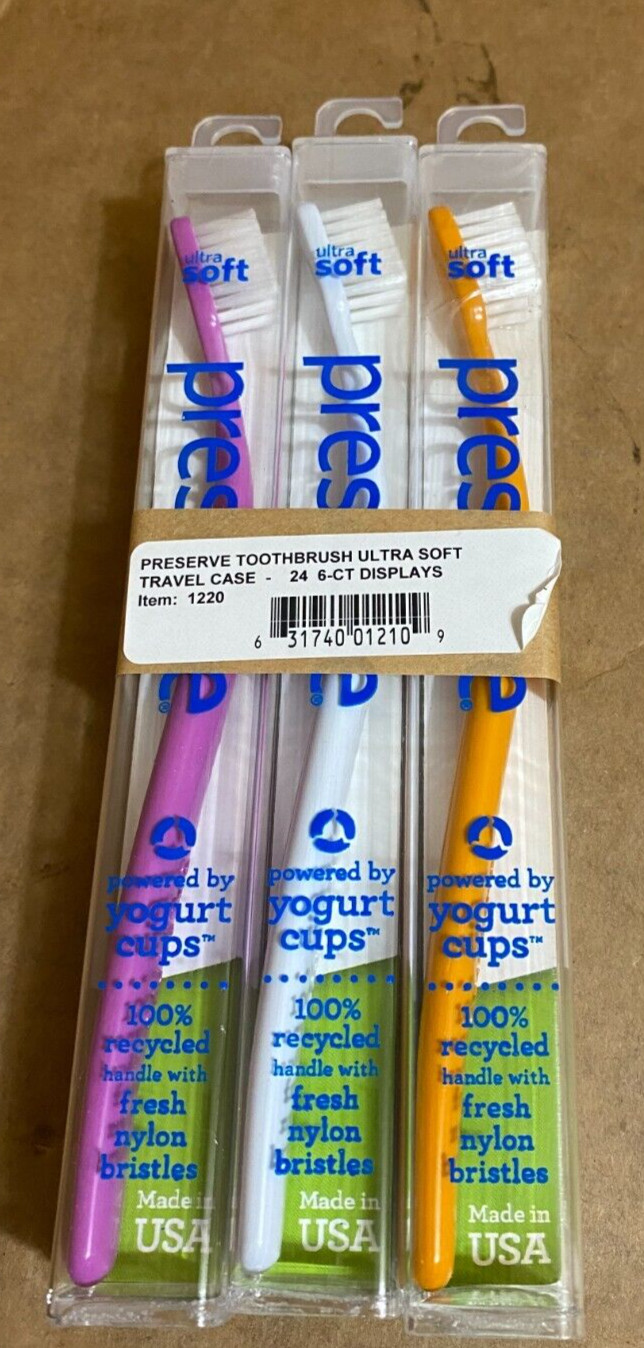 ultra
soft
ultra
soft
ultra
soft
pres
pres
pres
PRESERVE TOOTHBRUSH ULTRA SOFT
TRAVEL CASE - 24 6-CT DISPLAYS
Item: 1220
6 31740 01210 9
e®
e®
e®
powered by
yogurt
cups™
100%
recycled
handle with
fresh
nylon
bristles
Made in
USA
powered by
yogurt
cups™
100%
recycled
handle with
fresh
nylon
bristles
Made in
USA
powered by
yogurt
cups™
100%
recycled
handle with
fresh
nylon
bristles
Made in
USA